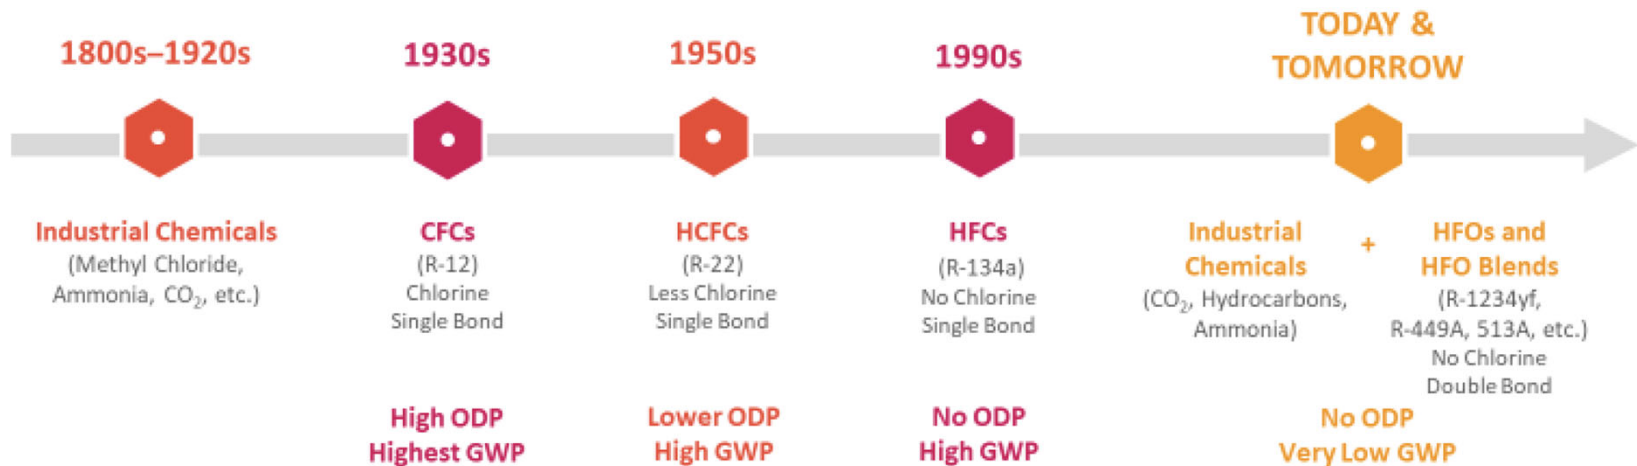 1800s–1920s
Industrial Chemicals
(Methyl Chloride,
Ammonia, CO₂, etc.)
1930s
CFCs
(R-12)
Chlorine
Single Bond
High ODP
Highest GWP
1950s
HCFCs
(R-22)
Less Chlorine
Single Bond
Lower ODP
High GWP
1990s
HFCs
(R-134a)
No Chlorine
Single Bond
No ODP
High GWP
TODAY &
TOMORROW
Industrial
Chemicals
(CO₂, Hydrocarbons,
Ammonia)
+
HFOs and
HFO Blends
(R-1234yf,
R-449A, 513A, etc.)
No Chlorine
Double Bond
No ODP
Very Low GWP